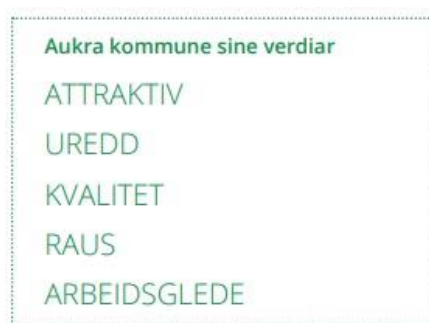 Aukra kommune sine verdiar
ATTRAKTIV
UREDD
KVALITET
RAUS
ARBEIDSGLEDE